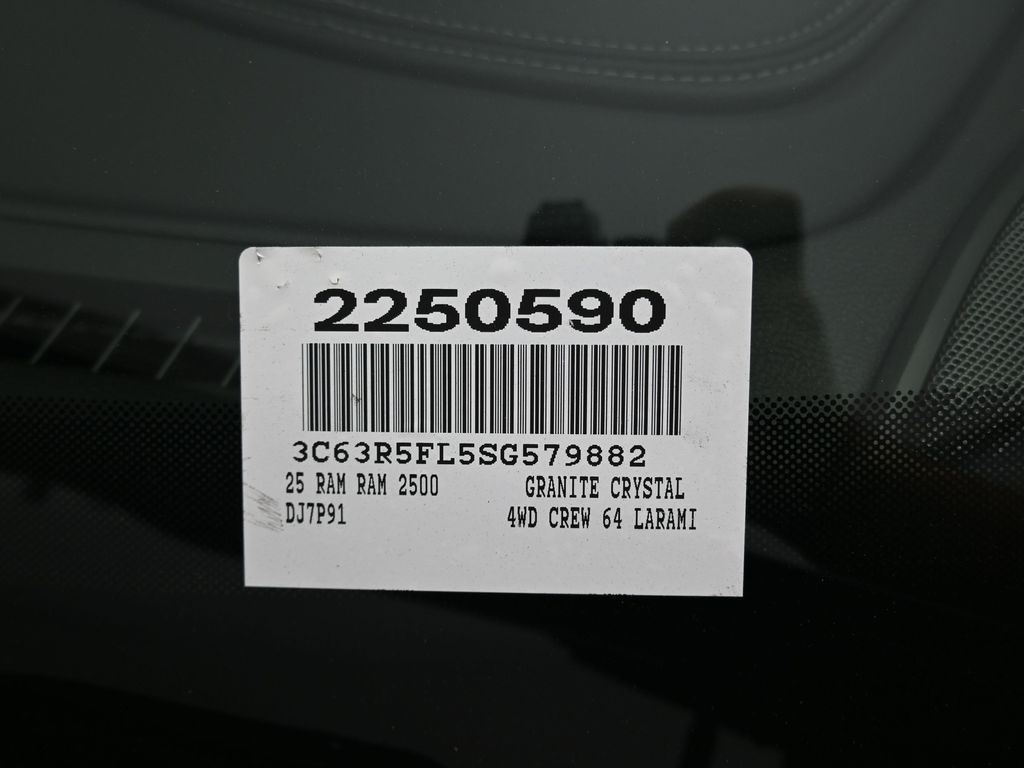 2250590
3C63R5FL5SG579882
25 RAM RAM 2500 GRANITE CRYSTAL
DJ7P91 4WD CREW 64 LARAMI